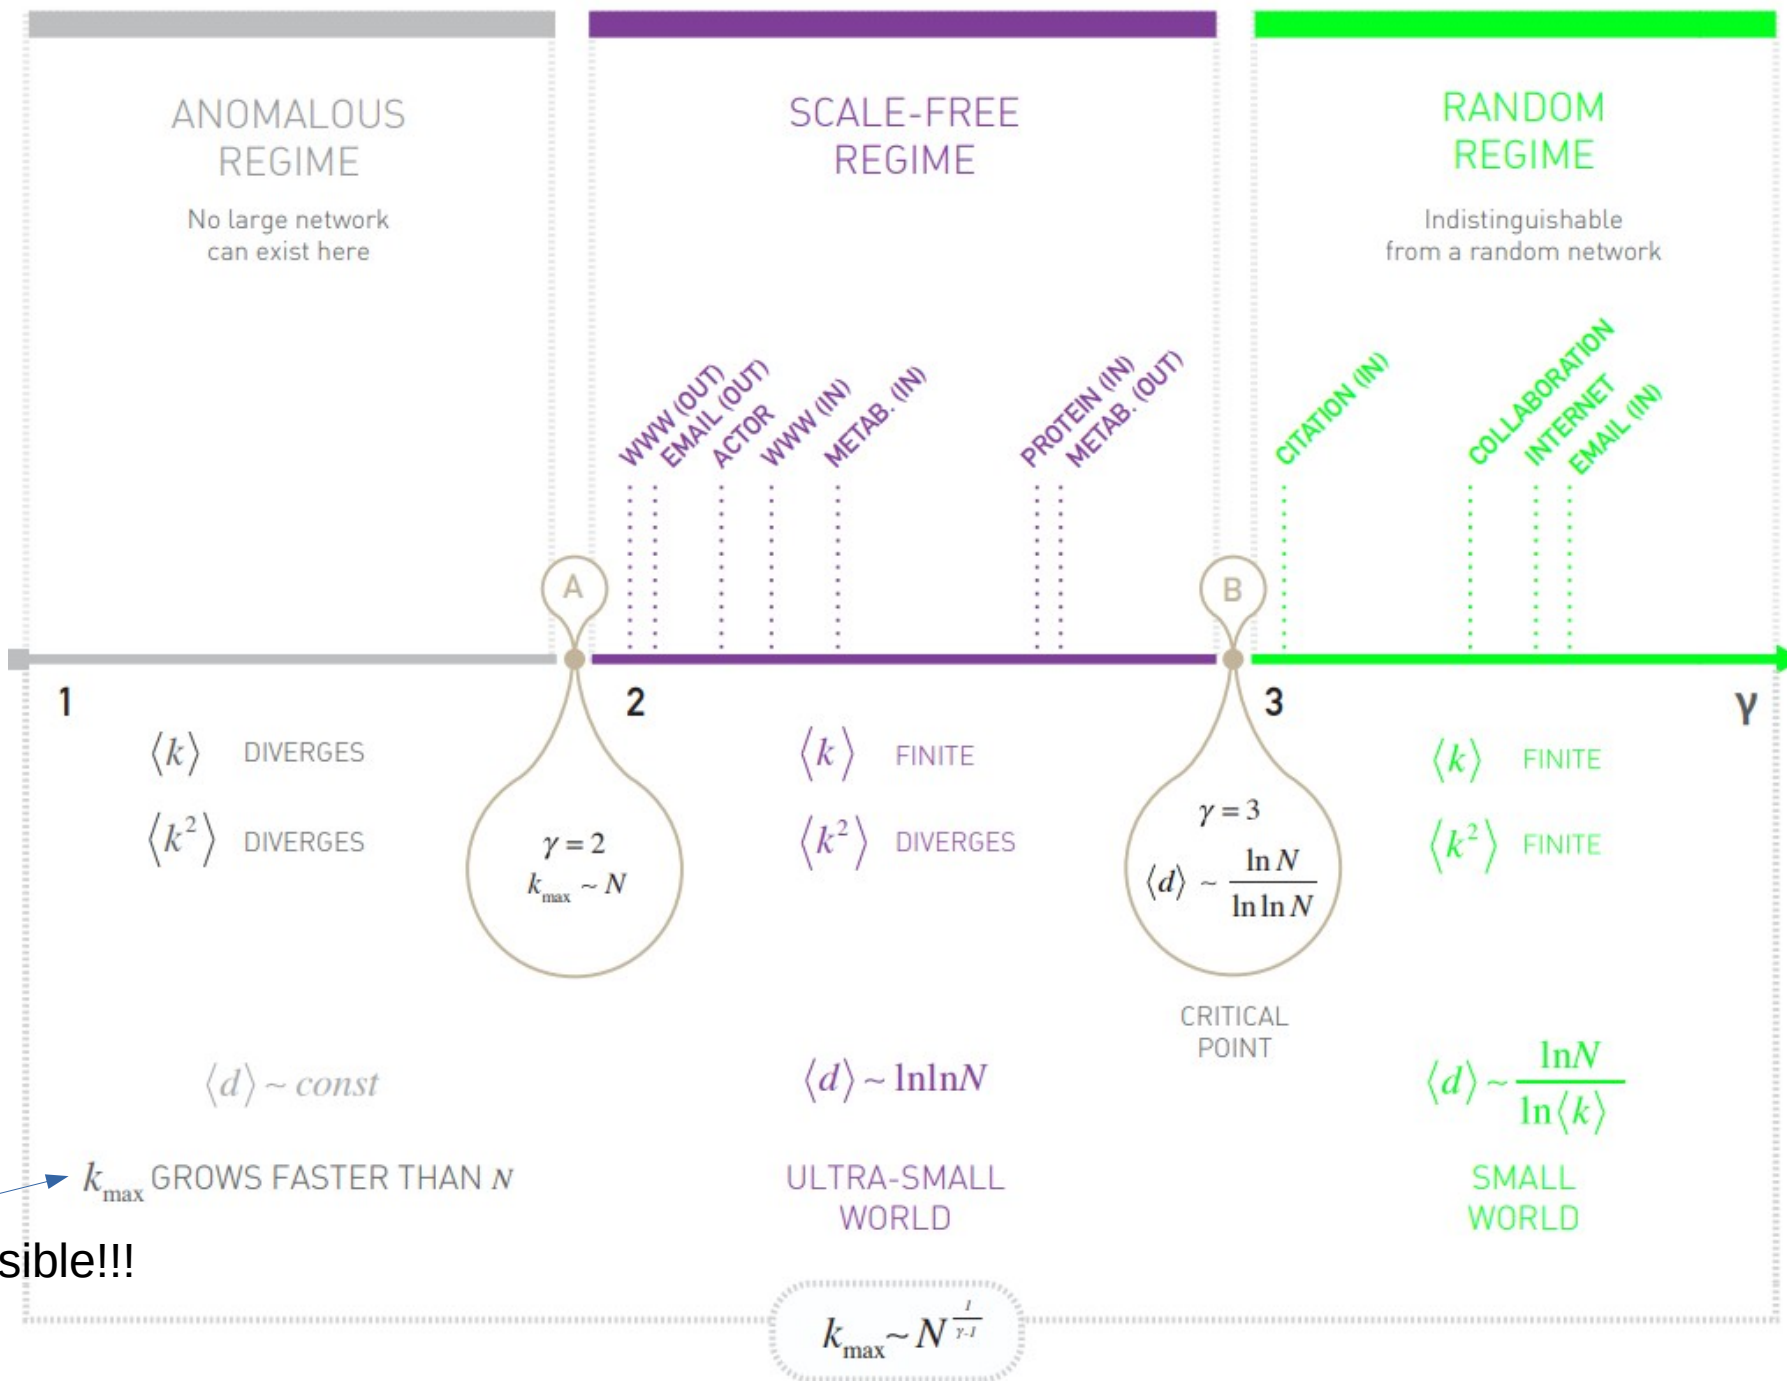 ANOMALOUS
REGIME
No large network
can exist here
SCALE-FREE
REGIME
RANDOM
REGIME
Indistinguishable
from a random network
WWW (OUT)
EMAIL (OUT)
ACTOR
WWW (IN)
METAB. (IN)
PROTEIN (IN)
METAB. (OUT)
CITATION (IN)
COLLABORATION
INTERNET
EMAIL (IN)
A
B
1
2
3
γ
⟨k⟩ DIVERGES
⟨k²⟩ DIVERGES
γ = 2
k_max ~ N
⟨k⟩ FINITE
⟨k²⟩ DIVERGES
γ = 3
⟨d⟩ ~ ln N / ln ln N
CRITICAL
POINT
⟨k⟩ FINITE
⟨k²⟩ FINITE
⟨d⟩ ~ const
k_max GROWS FASTER THAN N
⟨d⟩ ~ lnlnN
ULTRA-SMALL
WORLD
⟨d⟩ ~ lnN / ln⟨k⟩
SMALL
WORLD
sible!!!
k_max ~ N^(1/(γ-1))